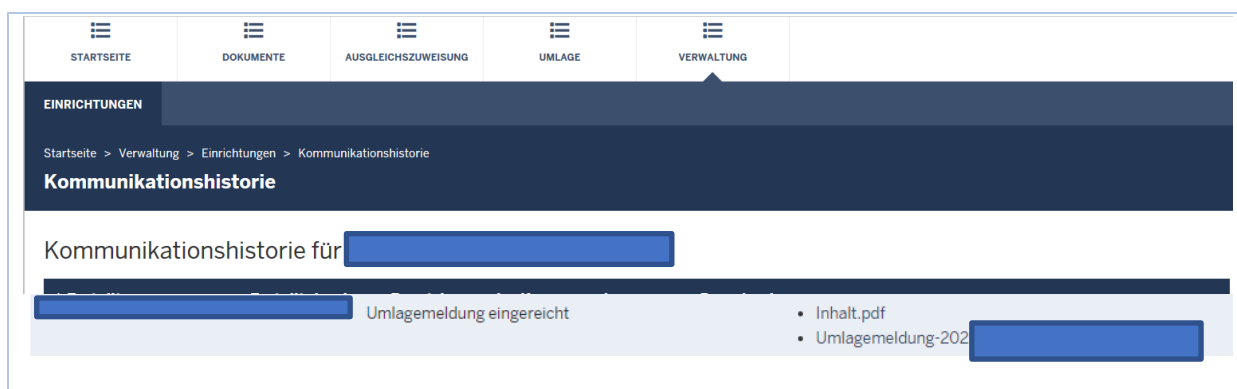 STARTSEITE
DOKUMENTE
AUSGLEICHSZUWEISUNG
UMLAGE
VERWALTUNG
EINRICHTUNGEN
Startseite > Verwaltung > Einrichtungen > Kommunikationshistorie
Kommunikationshistorie
Kommunikationshistorie für
Umlagemeldung eingereicht
• Inhalt.pdf
• Umlagemeldung-202